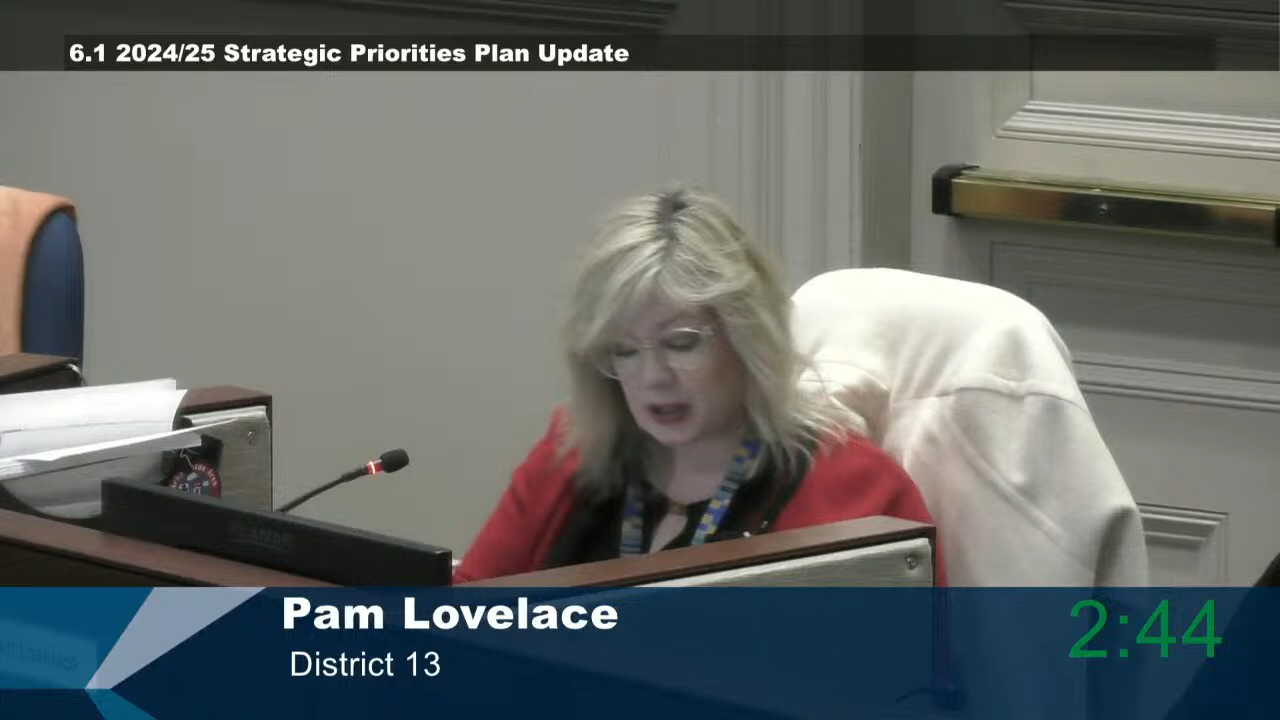 6.1 2024/25 Strategic Priorities Plan Update
Pam Lovelace
District 13
2:44